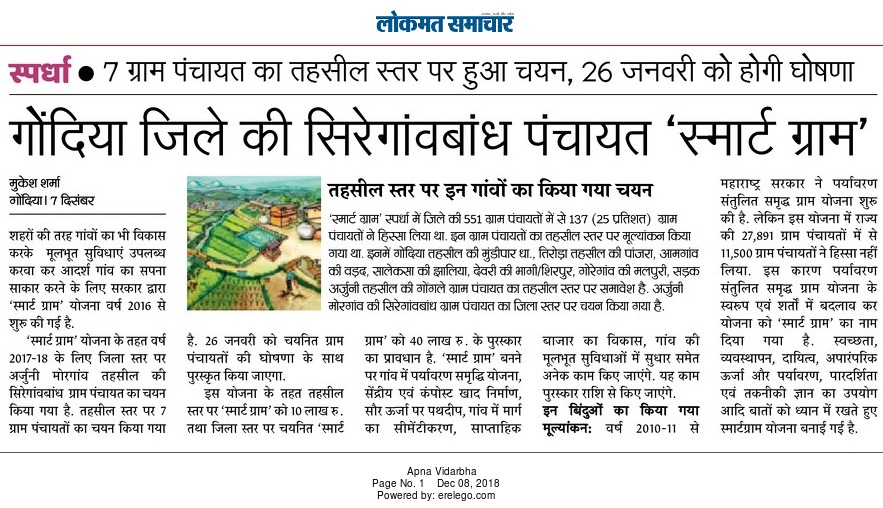 लोकमत समाचार
स्पर्धा ● 7 ग्राम पंचायत का तहसील स्तर पर हुआ चयन, 26 जनवरी को होगी घोषणा
गोंदिया जिले की सिरेगांवबांध पंचायत ‘स्मार्ट ग्राम’
मुकेश शर्मा
गोंदिया। 7 दिसंबर
शहरों की तरह गांवों का भी विकास
करके मूलभूत सुविधाएं उपलब्ध
करवा कर आदर्श गांव का सपना
साकार करने के लिए सरकार द्वारा
‘स्मार्ट ग्राम’ योजना वर्ष 2016 से
शुरू की गई है.
‘स्मार्ट ग्राम’ योजना के तहत वर्ष
2017-18 के लिए जिला स्तर पर
अर्जुनी मोरगांव तहसील की
सिरेगांवबांध ग्राम पंचायत का चयन
किया गया है. तहसील स्तर पर 7
ग्राम पंचायतों का चयन किया गया
तहसील स्तर पर इन गांवों का किया गया चयन
‘स्मार्ट ग्राम’ स्पर्धा में जिले की 551 ग्राम पंचायतों में से 137 (25 प्रतिशत) ग्राम
पंचायतों ने हिस्सा लिया था. इन ग्राम पंचायतों का तहसील स्तर पर मूल्यांकन किया
गया था. इनमें गोंदिया तहसील की मुंडीपार धा., तिरोड़ा तहसील की पांजरा, आमगांव
की वड़द, सालेकसा की झालिया, देवरी की भागी/शिरपुर, गोरेगांव की मलपुरी, सड़क
अर्जुनी तहसील की गोंगले ग्राम पंचायत का तहसील स्तर पर समावेश है. अर्जुनी
मोरगांव की सिरेगांवबांध ग्राम पंचायत का जिला स्तर पर चयन किया गया है.
है. 26 जनवरी को चयनित ग्राम
पंचायतों की घोषणा के साथ
पुरस्कृत किया जाएगा.
इस योजना के तहत तहसील
स्तर पर ‘स्मार्ट ग्राम’ को 10 लाख रु.
तथा जिला स्तर पर चयनित ‘स्मार्ट
ग्राम’ को 40 लाख रु. के पुरस्कार
का प्रावधान है. ‘स्मार्ट ग्राम’ बनने
पर गांव में पर्यावरण समृद्धि योजना,
सेंद्रीय एवं कंपोस्ट खाद निर्माण,
सौर ऊर्जा पर पथदीप, गांव में मार्ग
का सीमेंटीकरण, साप्ताहिक
बाजार का विकास, गांव की
मूलभूत सुविधाओं में सुधार समेत
अनेक काम किए जाएंगे. यह काम
पुरस्कार राशि से किए जाएंगे.
इन बिंदुओं का किया गया
मूल्यांकन: वर्ष 2010-11 से
महाराष्ट्र सरकार ने पर्यावरण
संतुलित समृद्ध ग्राम योजना शुरू
की है. लेकिन इस योजना में राज्य
की 27,891 ग्राम पंचायतों में से
11,500 ग्राम पंचायतों ने हिस्सा नहीं
लिया. इस कारण पर्यावरण
संतुलित समृद्ध ग्राम योजना के
स्वरुप एवं शर्तों में बदलाव कर
योजना को ‘स्मार्ट ग्राम’ का नाम
दिया गया है. स्वच्छता,
व्यवस्थापन, दायित्व, अपारंपरिक
ऊर्जा और पर्यावरण, पारदर्शिता
एवं तकनीकी ज्ञान का उपयोग
आदि बातों को ध्यान में रखते हुए
स्मार्टग्राम योजना बनाई गई है.
Apna Vidarbha
Page No. 1 Dec 08, 2018
Powered by: erelego.com